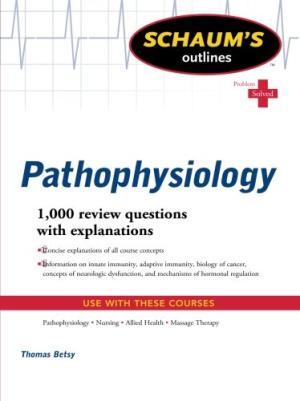 SCHAUM'S
outlines
™
Problem
Solved
Pathophysiology
1,000 review questions
with explanations
Concise explanations of all course concepts
Information on innate immunity, adaptive immunity, biology of cancer,
concepts of neurologic dysfunction, and mechanisms of hormonal regulation
USE WITH THESE COURSES
Pathophysiology • Nursing • Allied Health • Massage Therapy
Thomas Betsy